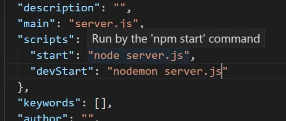 "description": "",
"main": "server.js",
"scripts"
Run by the 'npm start' command
"start": "node server.js",
"devStart": "nodemon server.js"
},
"keywords": [],
"author": "",